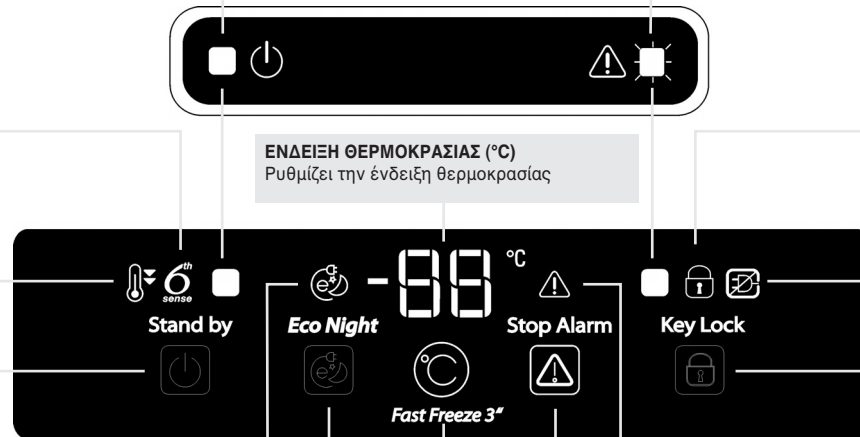 ΕΝΔΕΙΞΗ ΘΕΡΜΟΚΡΑΣΙΑΣ (°C)
Ρυθμίζει την ένδειξη θερμοκρασίας
6th sense
-88 °C
Stand by
Eco Night
Stop Alarm
Key Lock
°C
Fast Freeze 3"